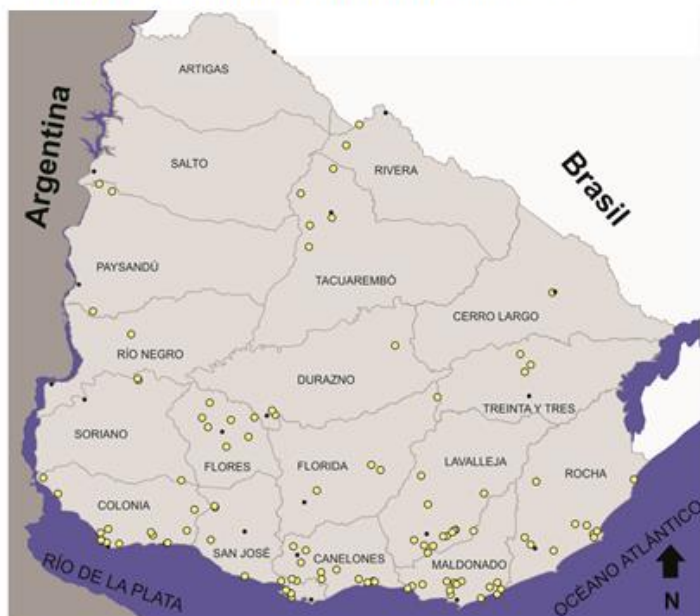 ARTIGAS
Argentina
SALTO
RIVERA
Brasil
PAYSANDÚ
TACUAREMBÓ
CERRO LARGO
RÍO NEGRO
DURAZNO
TREINTA Y TRES
SORIANO
FLORES
FLORIDA
LAVALLEJA
ROCHA
COLONIA
SAN JOSÉ
CANELONES
MALDONADO
RÍO DE LA PLATA
OCÉANO ATLÁNTICO
N